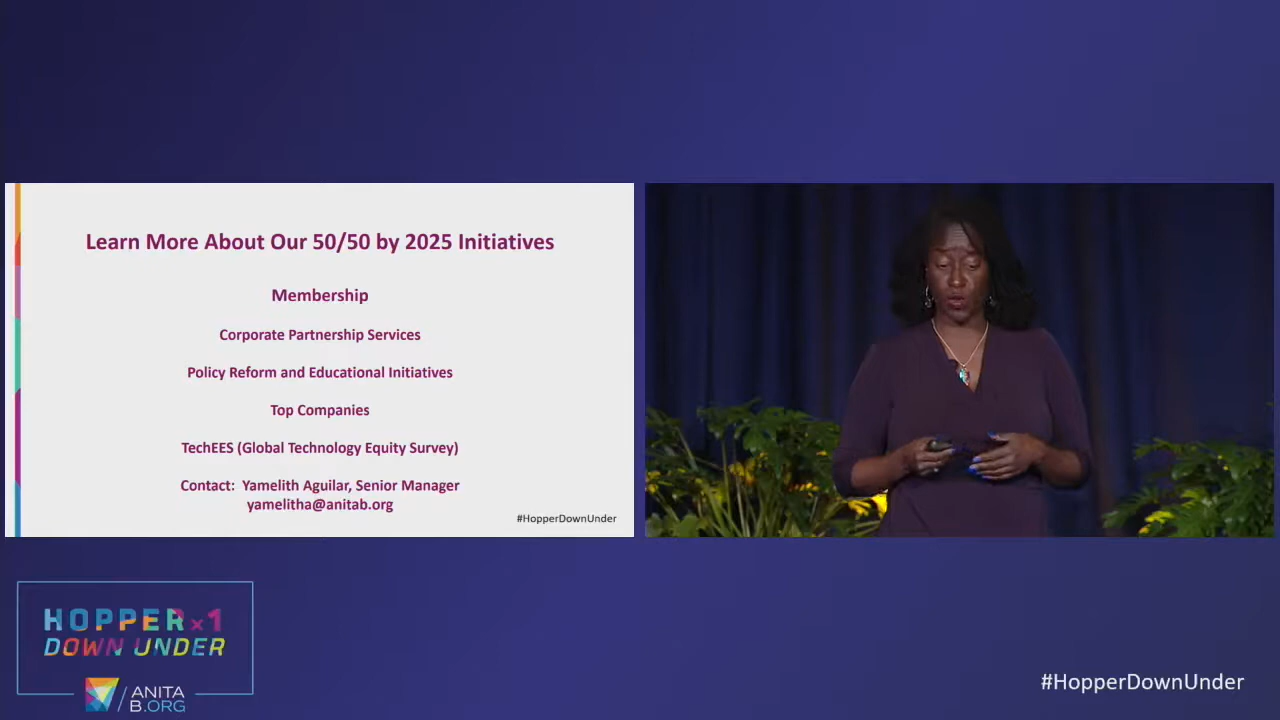 Learn More About Our 50/50 by 2025 Initiatives
Membership
Corporate Partnership Services
Policy Reform and Educational Initiatives
Top Companies
TechEES (Global Technology Equity Survey)
Contact:  Yamelith Aguilar, Senior Manager
yamelitha@anitab.org
#HopperDownUnder
HOPPER x 1
DOWN UNDER
ANITA
B.ORG
#HopperDownUnder